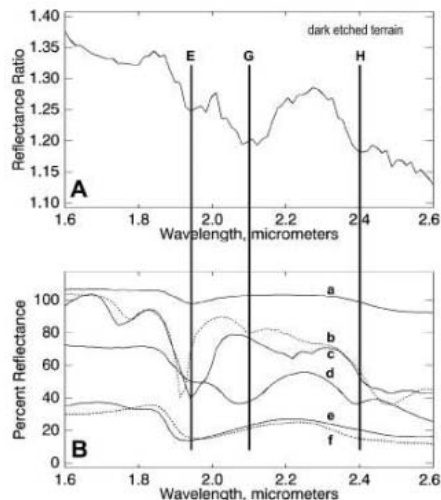 dark etched terrain
E G H
1.40
1.35
1.30
1.25
1.20
1.15
1.10
Reflectance Ratio
A
1.6 1.8 2.0 2.2 2.4 2.6
Wavelength, micrometers
100
80
60
40
20
0
Percent Reflectance
a
b
c
d
e
f
B
1.6 1.8 2.0 2.2 2.4 2.6
Wavelength, micrometers